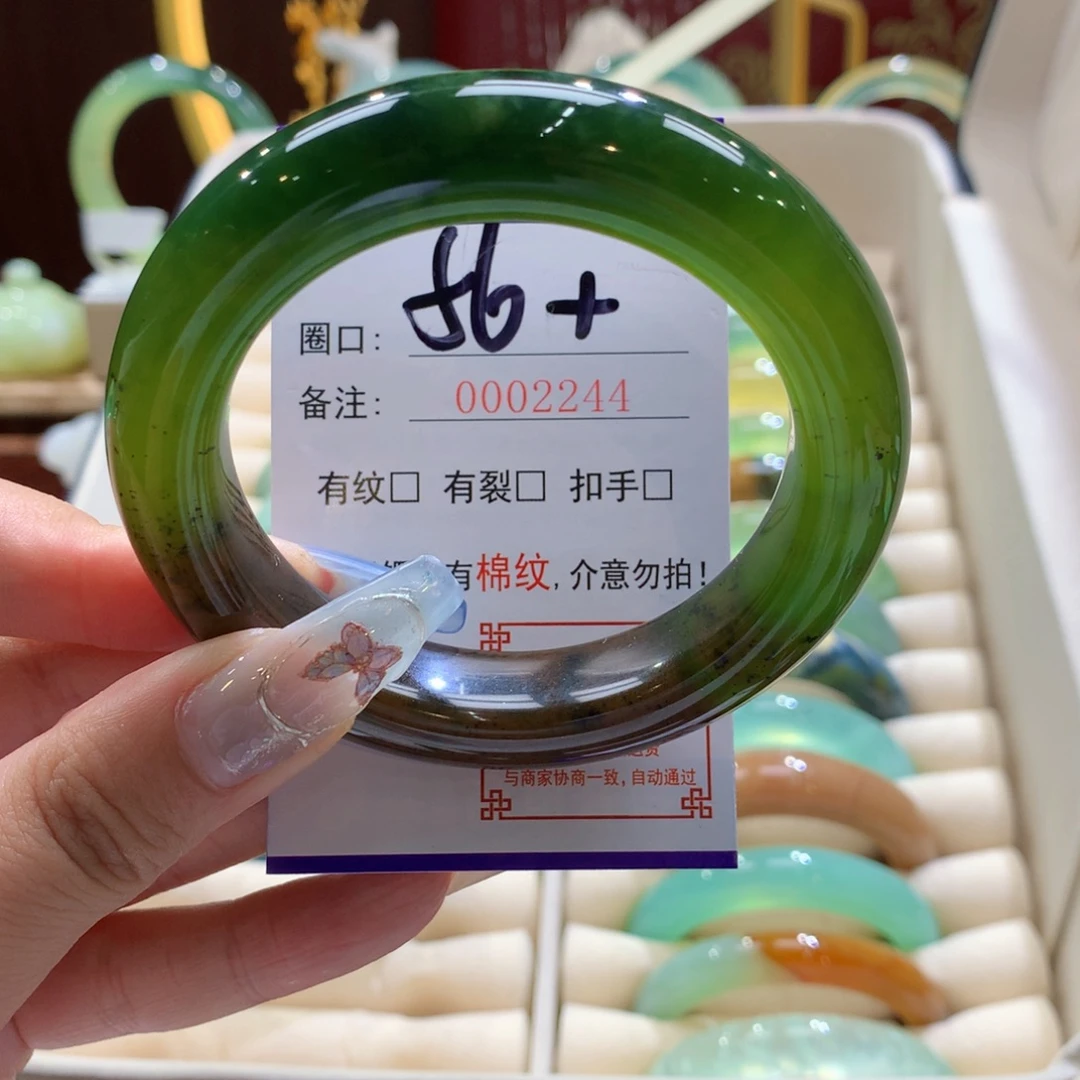 圈口: 56+
备注: 0002244
有纹□ 有裂□ 扣手□
有棉纹,介意勿拍!
与商家协商一致,自动通过